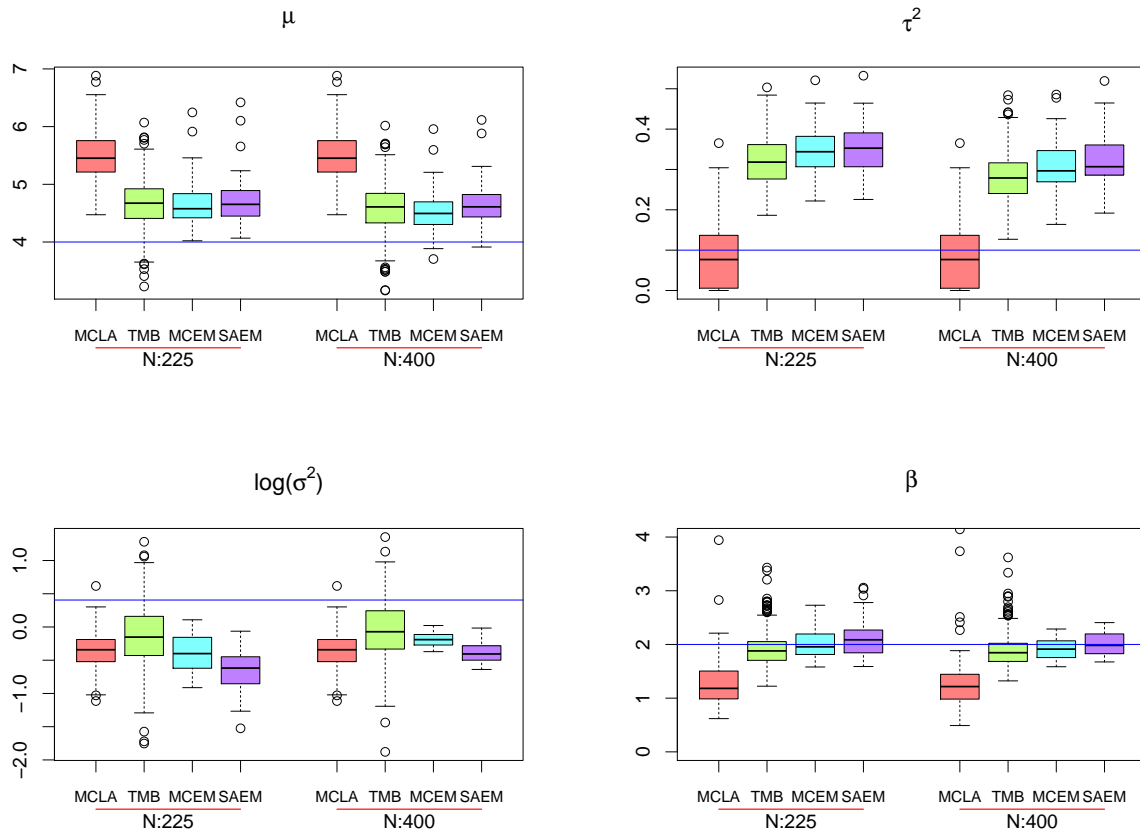 μ
7
6
5
4
MCLA TMB MCEM SAEM MCLA TMB MCEM SAEM
N:225 N:400
τ²
0.4
0.2
0.0
MCLA TMB MCEM SAEM MCLA TMB MCEM SAEM
N:225 N:400
log(σ²)
1.0
0.0
−1.0
−2.0
MCLA TMB MCEM SAEM MCLA TMB MCEM SAEM
N:225 N:400
β
4
3
2
1
0
MCLA TMB MCEM SAEM MCLA TMB MCEM SAEM
N:225 N:400